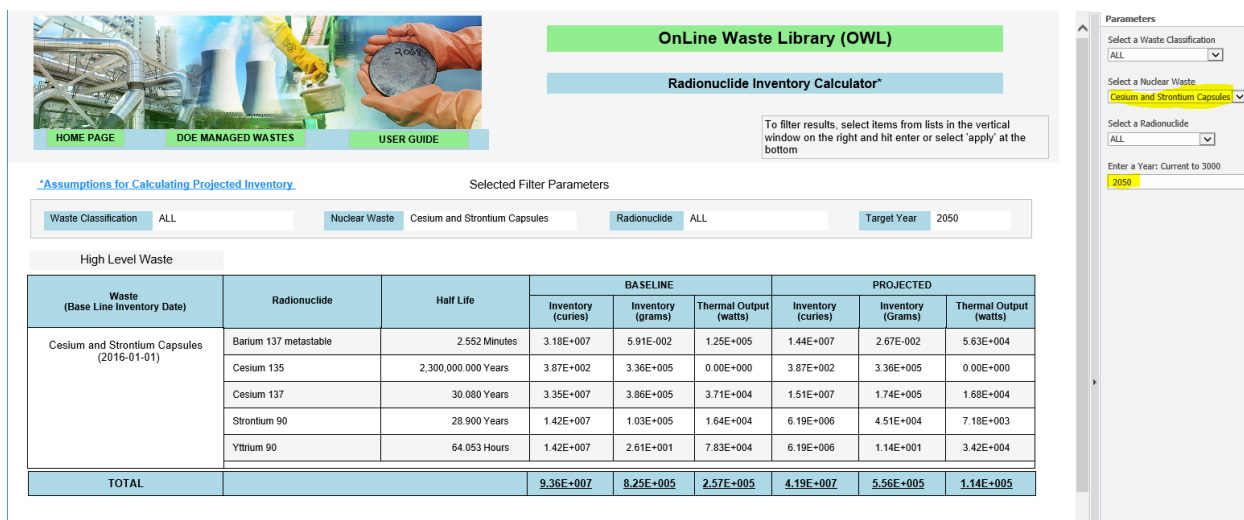 2068
OnLine Waste Library (OWL)
Radionuclide Inventory Calculator*
HOME PAGE DOE MANAGED WASTES USER GUIDE
To filter results, select items from lists in the vertical
window on the right and hit enter or select 'apply' at the
bottom
*Assumptions for Calculating Projected Inventory
Selected Filter Parameters
Waste Classification ALL Nuclear Waste Cesium and Strontium Capsules Radionuclide ALL Target Year 2050
High Level Waste
Waste
(Base Line Inventory Date)
Radionuclide
Half Life
BASELINE
PROJECTED
Inventory
(curies)
Inventory
(grams)
Thermal Output
(watts)
Inventory
(curies)
Inventory
(Grams)
Thermal Output
(watts)
Cesium and Strontium Capsules
(2016-01-01)
Barium 137 metastable 2.552 Minutes 3.18E+007 5.91E-002 1.25E+005 1.44E+007 2.67E-002 5.63E+004
Cesium 135 2,300,000.000 Years 3.87E+002 3.36E+005 0.00E+000 3.87E+002 3.36E+005 0.00E+000
Cesium 137 30.080 Years 3.35E+007 3.86E+005 3.71E+004 1.51E+007 1.74E+005 1.68E+004
Strontium 90 28.900 Years 1.42E+007 1.03E+005 1.64E+004 6.19E+006 4.51E+004 7.18E+003
Yttrium 90 64.053 Hours 1.42E+007 2.61E+001 7.83E+004 6.19E+006 1.14E+001 3.42E+004
TOTAL 9.36E+007 8.25E+005 2.57E+005 4.19E+007 5.56E+005 1.14E+005
Parameters
Select a Waste Classification
ALL
Select a Nuclear Waste
Cesium and Strontium Capsules
Select a Radionuclide
ALL
Enter a Year: Current to 3000
2050